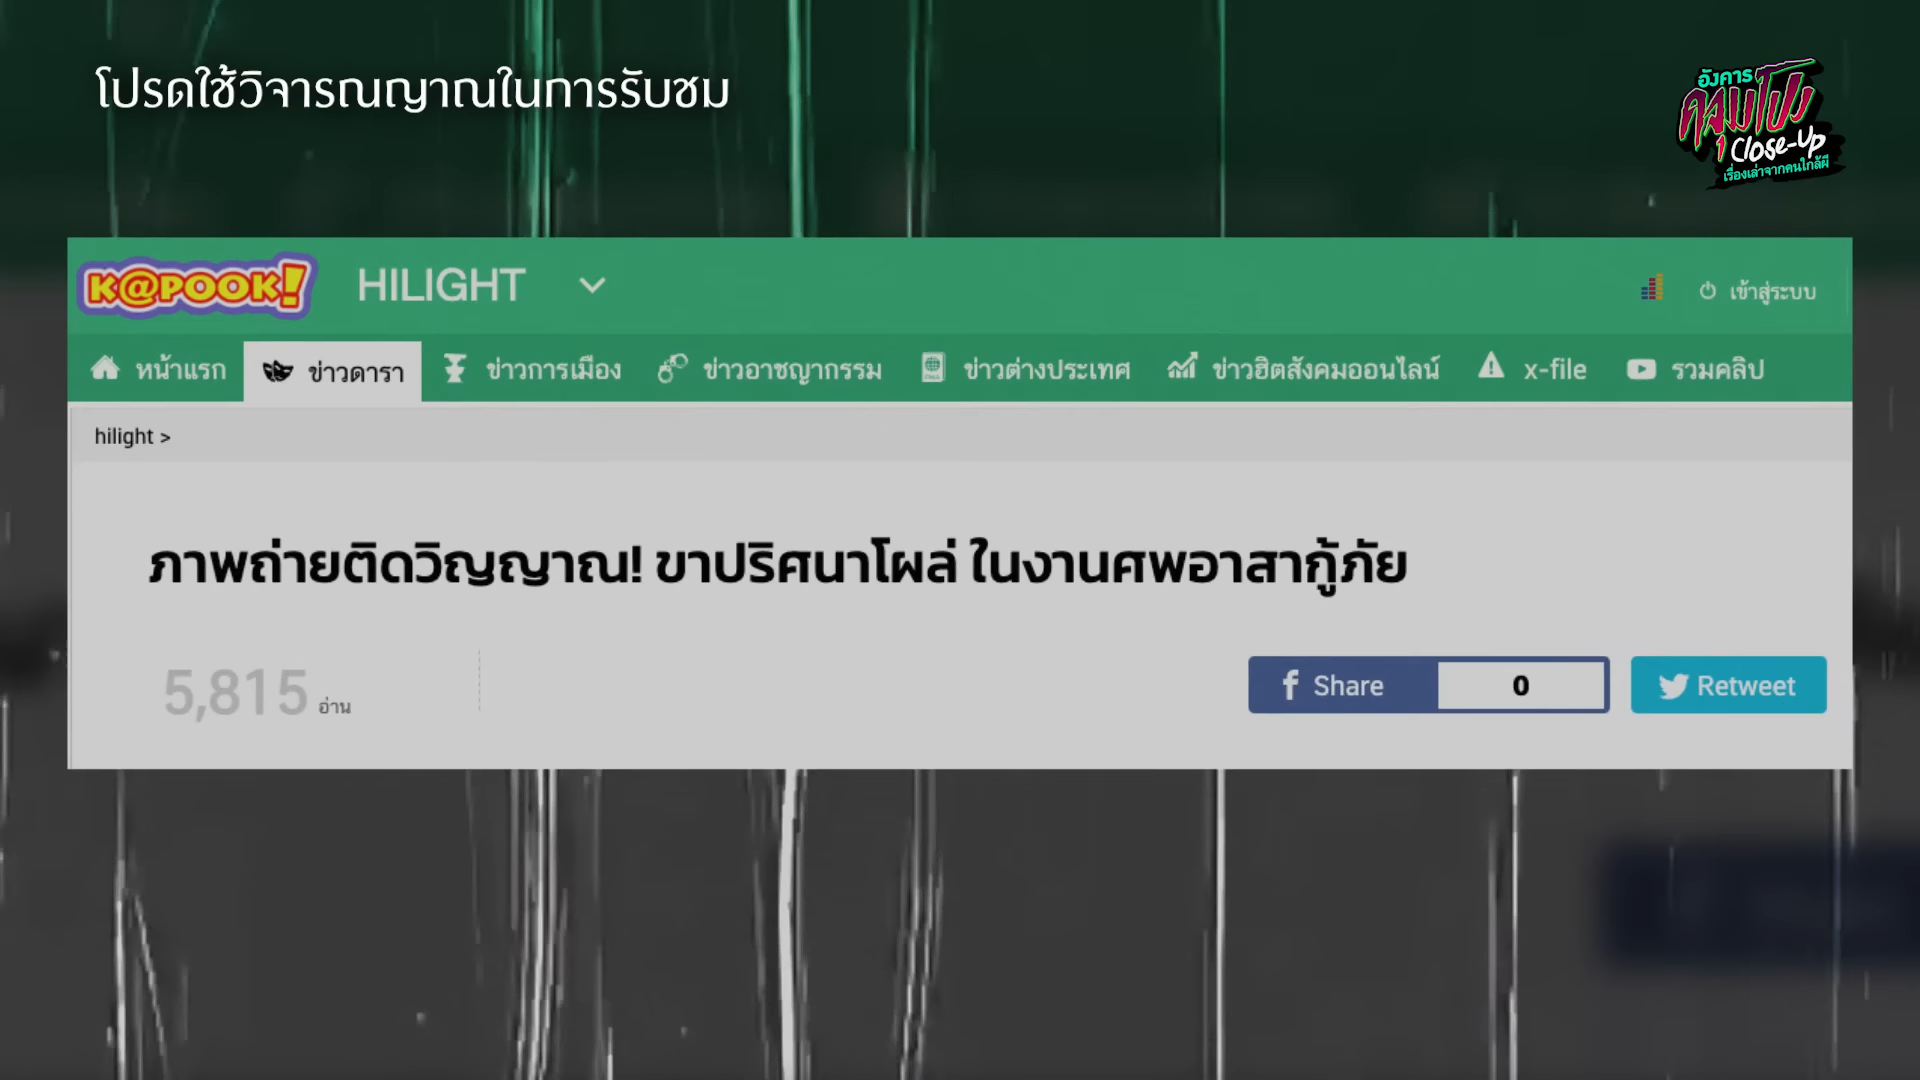 โปรดใช้วิจารณญาณในการรับชม
อังคาร
คลุมโปง
Close-Up
เรื่องเล่าจากคนใกล้ผี
K@POOK!
HILIGHT
เข้าสู่ระบบ
หน้าแรก ข่าวดารา ข่าวการเมือง ข่าวอาชญากรรม ข่าวต่างประเทศ ข่าวฮิตสังคมออนไลน์ x-file รวมคลิป
hilight >
ภาพถ่ายติดวิญญาณ! ขาปริศนาโผล่ ในงานศพอาสากู้ภัย
5,815 อ่าน
Share 0 Retweet